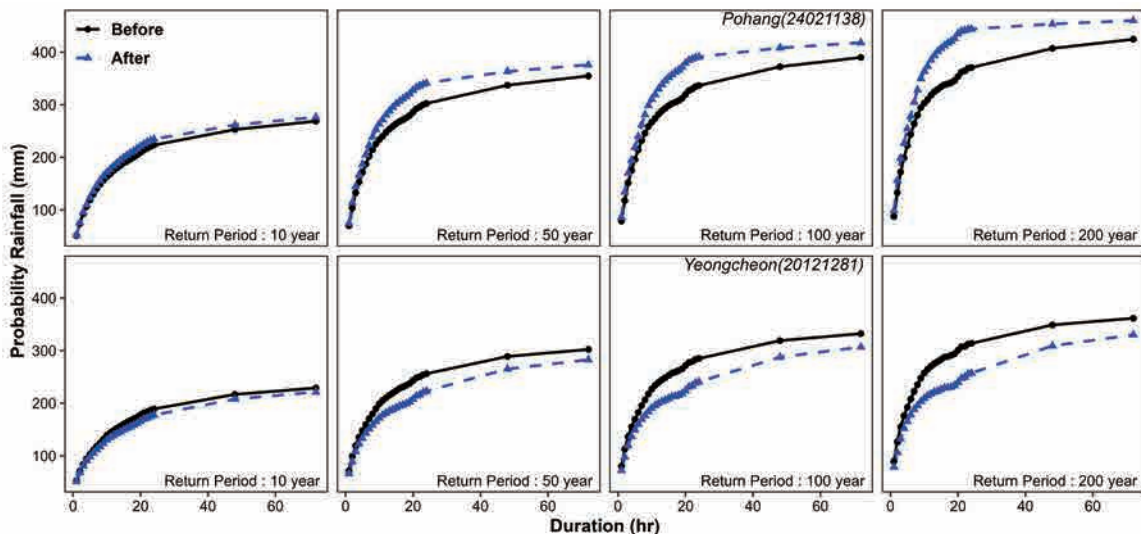 Before
After
Pohang(24021138)
400
300
200
100
Return Period : 10 year
Return Period : 50 year
Return Period : 100 year
Return Period : 200 year
Probability Rainfall (mm)
Yeongcheon(20121281)
400
300
200
100
Return Period : 10 year
Return Period : 50 year
Return Period : 100 year
Return Period : 200 year
0 20 40 60 0 20 40 60 0 20 40 60 0 20 40 60
Duration (hr)